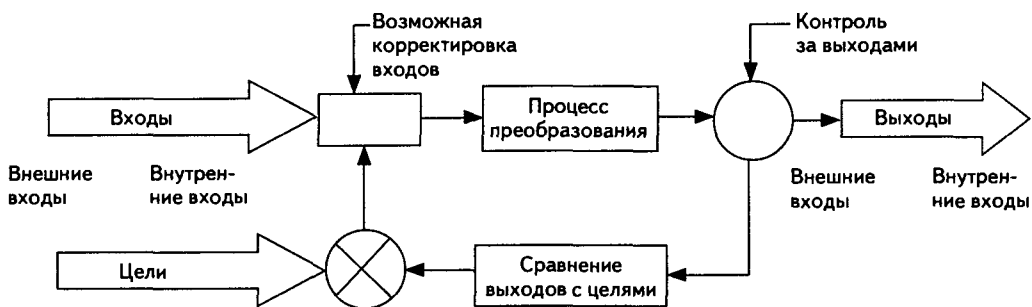 Возможная
корректировка
входов
Контроль
за выходами
Входы
Процесс
преобразования
Выходы
Внешние
входы
Внутрен-
ние входы
Внешние
входы
Внутрен-
ние входы
Цели
Сравнение
выходов с целями